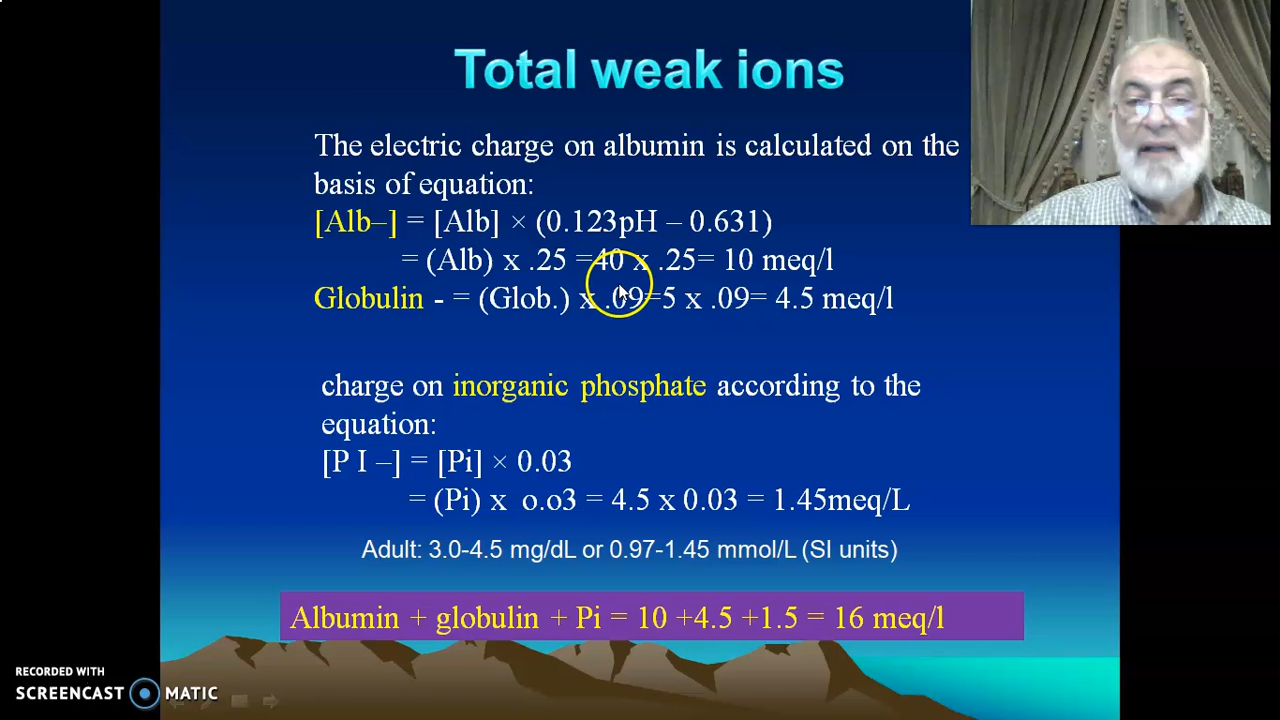 Total weak ions
The electric charge on albumin is calculated on the
basis of equation:
[Alb–] = [Alb] × (0.123pH – 0.631)
= (Alb) x .25 =40 x .25= 10 meq/l
Globulin - = (Glob.) x .09=5 x .09= 4.5 meq/l
charge on inorganic phosphate according to the
equation:
[P I –] = [Pi] × 0.03
= (Pi) x o.o3 = 4.5 x 0.03 = 1.45meq/L
Adult: 3.0-4.5 mg/dL or 0.97-1.45 mmol/L (SI units)
Albumin + globulin + Pi = 10 +4.5 +1.5 = 16 meq/l
RECORDED WITH
SCREENCAST MATIC